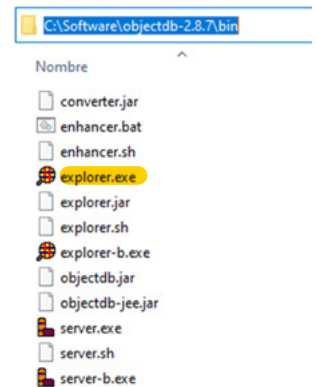 C:\Software\objectdb-2.8.7\bin
Nombre
converter.jar
enhancer.bat
enhancer.sh
explorer.exe
explorer.jar
explorer.sh
explorer-b.exe
objectdb.jar
objectdb-jee.jar
server.exe
server.sh
server-b.exe